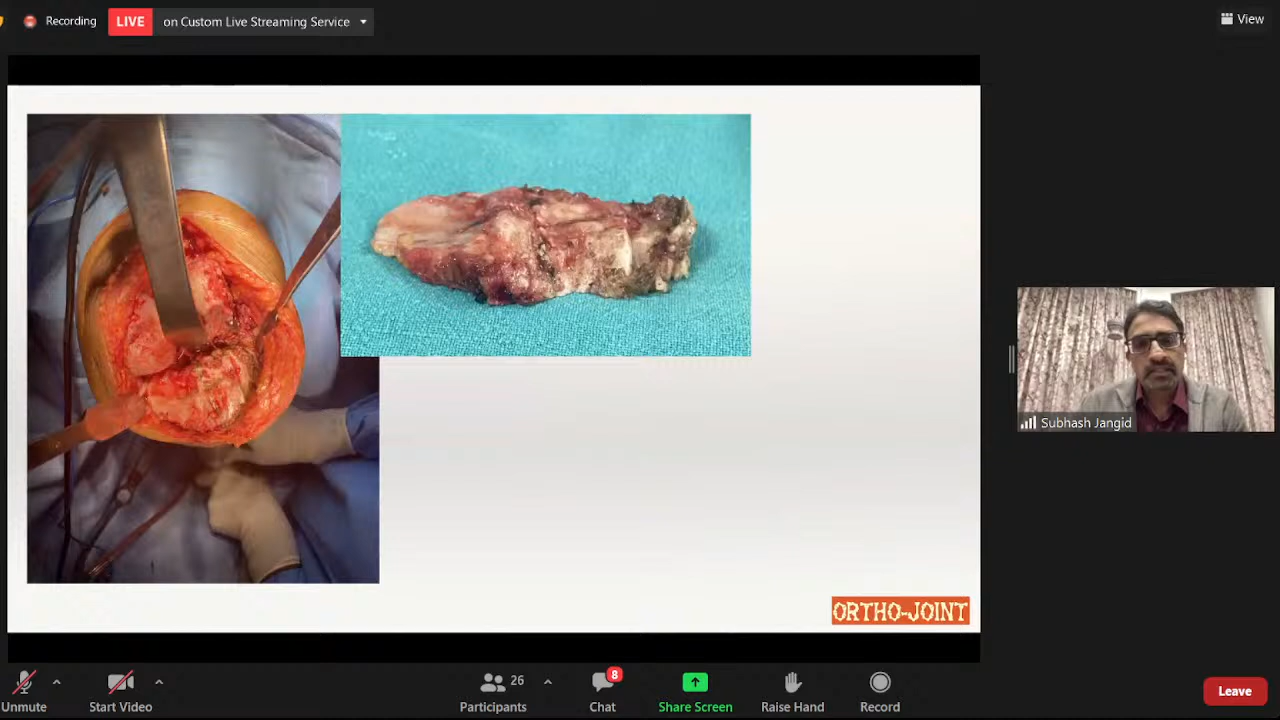 Recording
LIVE
on Custom Live Streaming Service
View
Subhash Jangid
ORTHO-JOINT
Unmute
Start Video
26
Participants
8
Chat
Share Screen
Raise Hand
Record
Leave